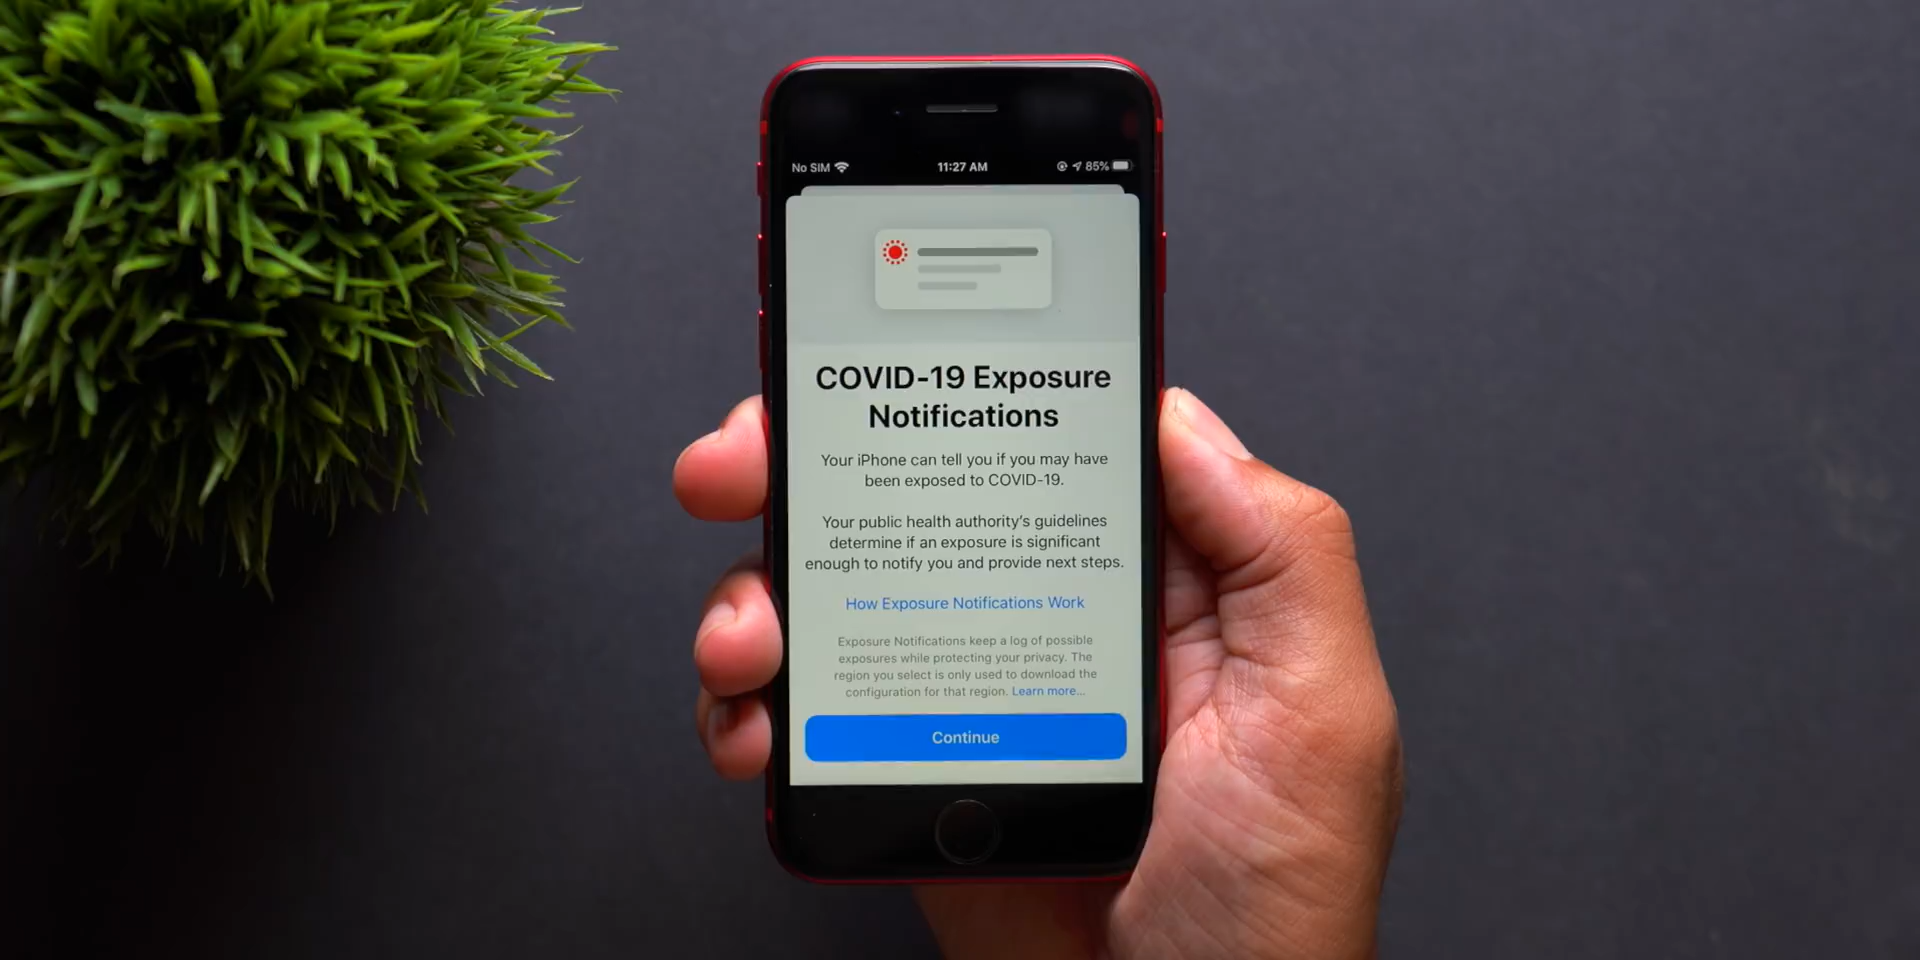 No SIM 11:27 AM 85%
COVID-19 Exposure
Notifications
Your iPhone can tell you if you may have
been exposed to COVID-19.
Your public health authority's guidelines
determine if an exposure is significant
enough to notify you and provide next steps.
How Exposure Notifications Work
Exposure Notifications keep a log of possible
exposures while protecting your privacy. The
region you select is only used to download the
configuration for that region. Learn more...
Continue